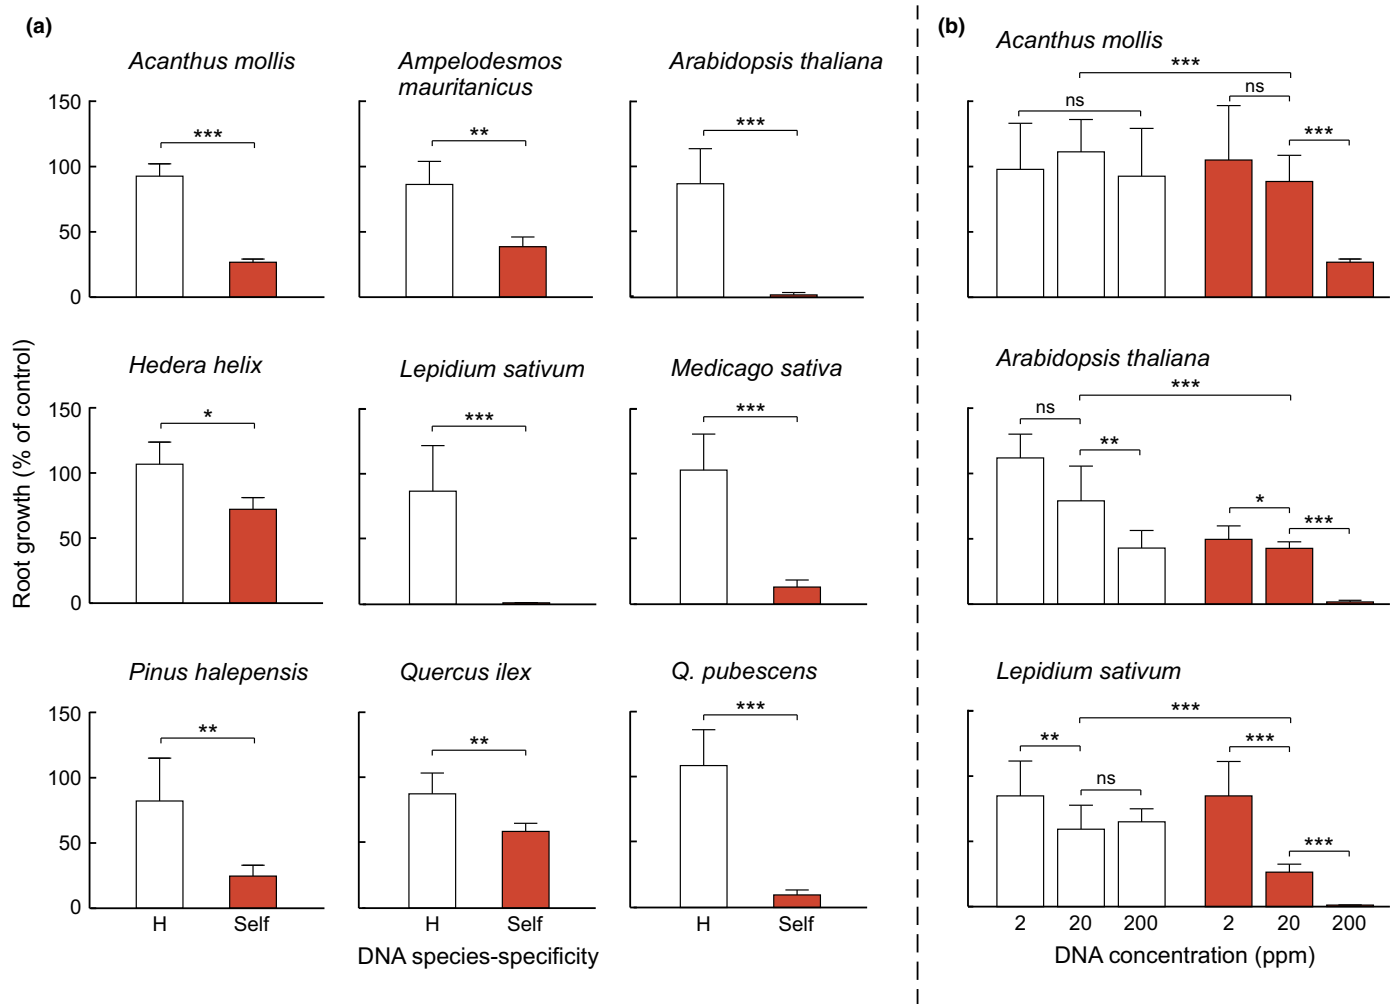 (a)
Acanthus mollis
Ampelodesmos
mauritanicus
Arabidopsis thaliana
150
100
50
0
***
**
***
Hedera helix
Lepidium sativum
Medicago sativa
150
100
50
0
*
***
***
Root growth (% of control)
Pinus halepensis
Quercus ilex
Q. pubescens
150
100
50
0
**
**
***
H Self
H Self
H Self
DNA species-specificity
(b)
Acanthus mollis
***
ns
ns
***
Arabidopsis thaliana
***
ns
**
*
***
Lepidium sativum
***
**
***
ns
***
2 20 200 2 20 200
DNA concentration (ppm)